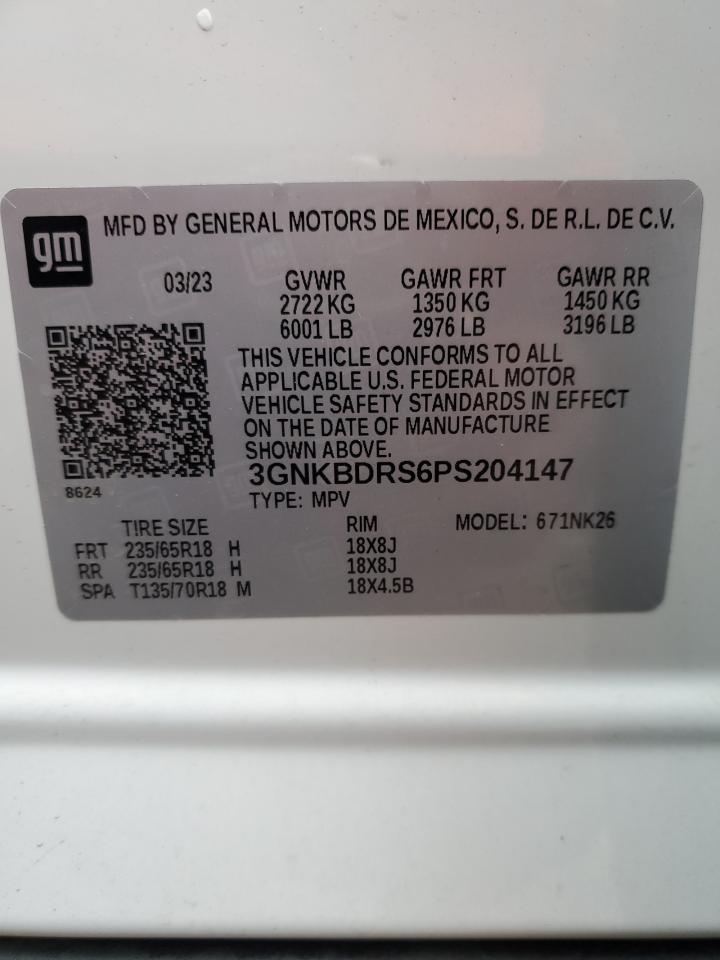 gm
MFD BY GENERAL MOTORS DE MEXICO, S. DE R.L. DE C.V.
03/23 GVWR GAWR FRT GAWR RR
2722 KG 1350 KG 1450 KG
6001 LB 2976 LB 3196 LB
THIS VEHICLE CONFORMS TO ALL
APPLICABLE U.S. FEDERAL MOTOR
VEHICLE SAFETY STANDARDS IN EFFECT
ON THE DATE OF MANUFACTURE
SHOWN ABOVE.
3GNKBDRS6PS204147
8624
TYPE: MPV
TIRE SIZE RIM MODEL: 671NK26
FRT 235/65R18 H 18X8J
RR 235/65R18 H 18X8J
SPA T135/70R18 M 18X4.5B